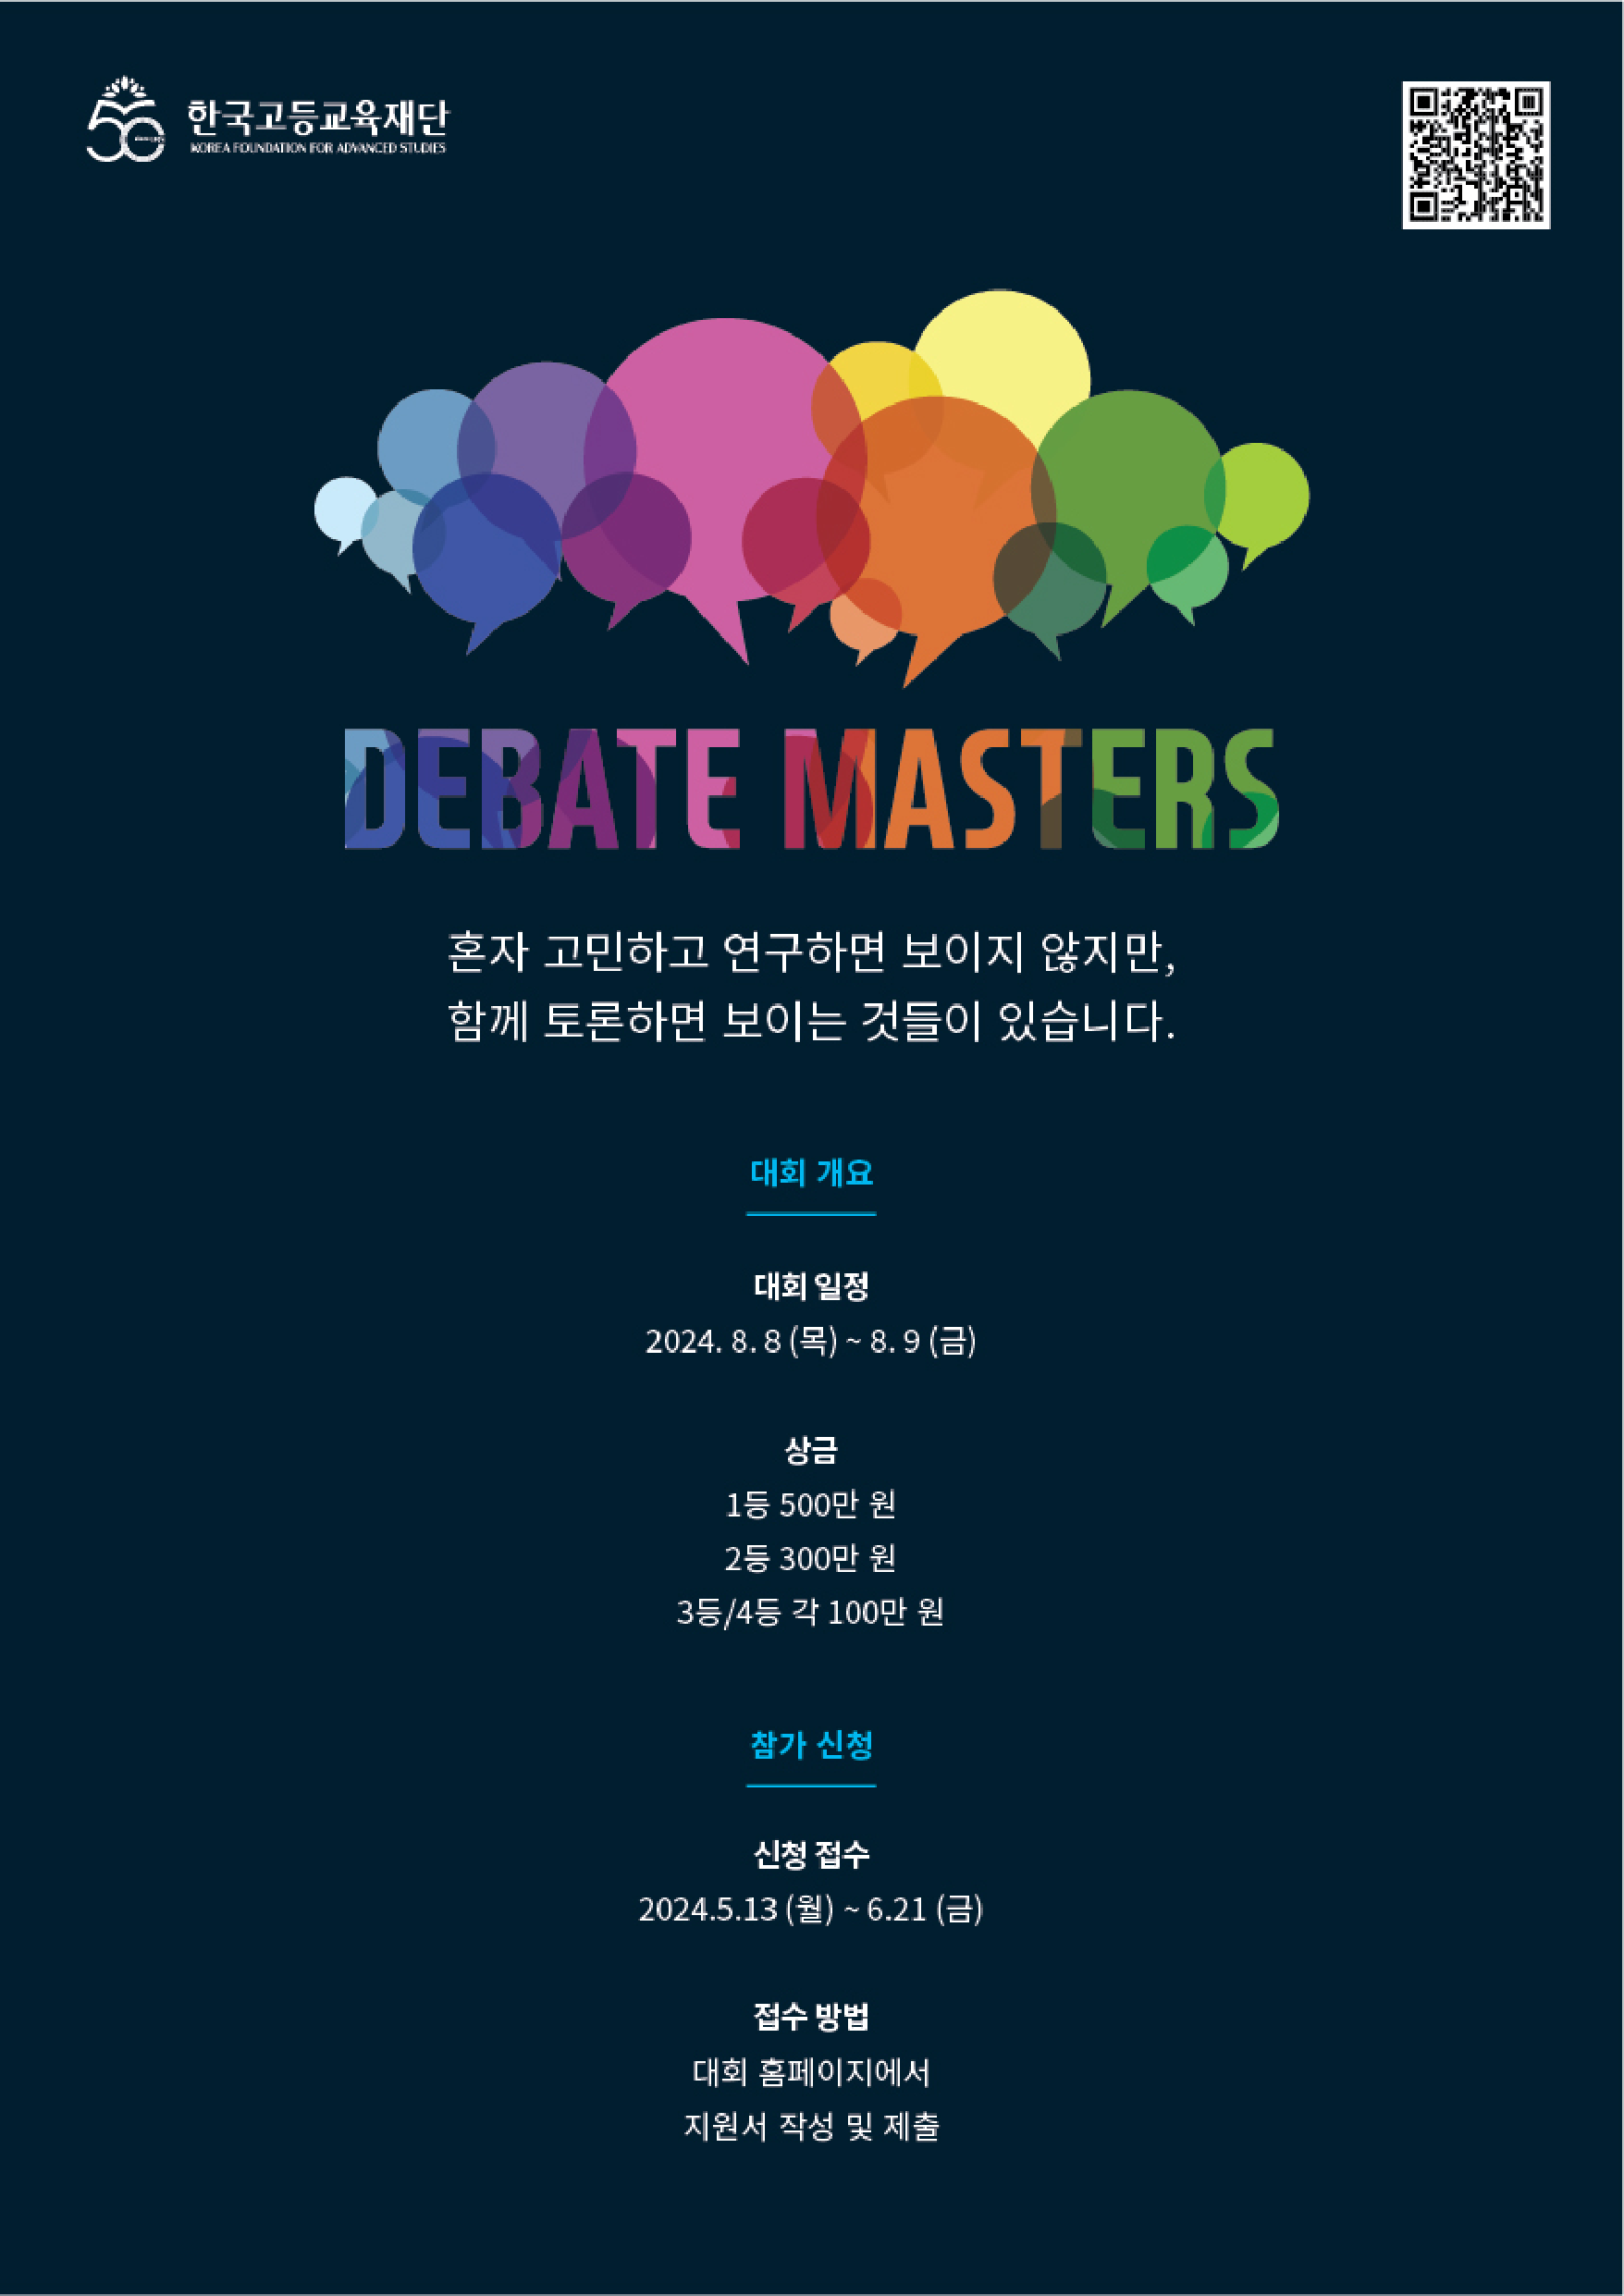 한국고등교육재단
KOREA FOUNDATION FOR ADVANCED STUDIES
DEBATE MASTERS
혼자 고민하고 연구하면 보이지 않지만,
함께 토론하면 보이는 것들이 있습니다.
대회 개요
대회 일정
2024. 8. 8 (목) ~ 8. 9 (금)
상금
1등 500만 원
2등 300만 원
3등/4등 각 100만 원
참가 신청
신청 접수
2024.5.13 (월) ~ 6.21 (금)
접수 방법
대회 홈페이지에서
지원서 작성 및 제출